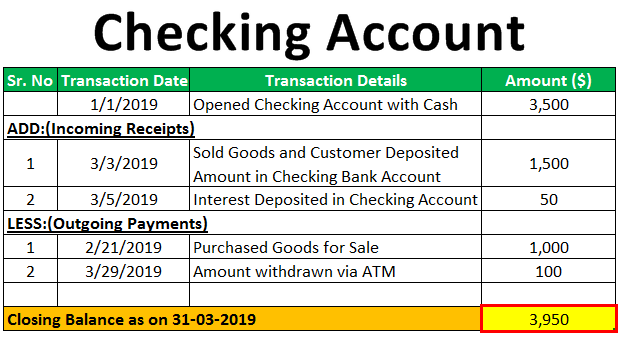 Checking Account
Sr. No Transaction Date Transaction Details Amount ($)
1/1/2019 Opened Checking Account with Cash 3,500
ADD:(Incoming Receipts)
1 3/3/2019 Sold Goods and Customer Deposited Amount in Checking Bank Account 1,500
2 3/5/2019 Interest Deposited in Checking Account 50
LESS:(Outgoing Payments)
1 2/21/2019 Purchased Goods for Sale 1,000
2 3/29/2019 Amount withdrawn via ATM 100
Closing Balance as on 31-03-2019 3,950